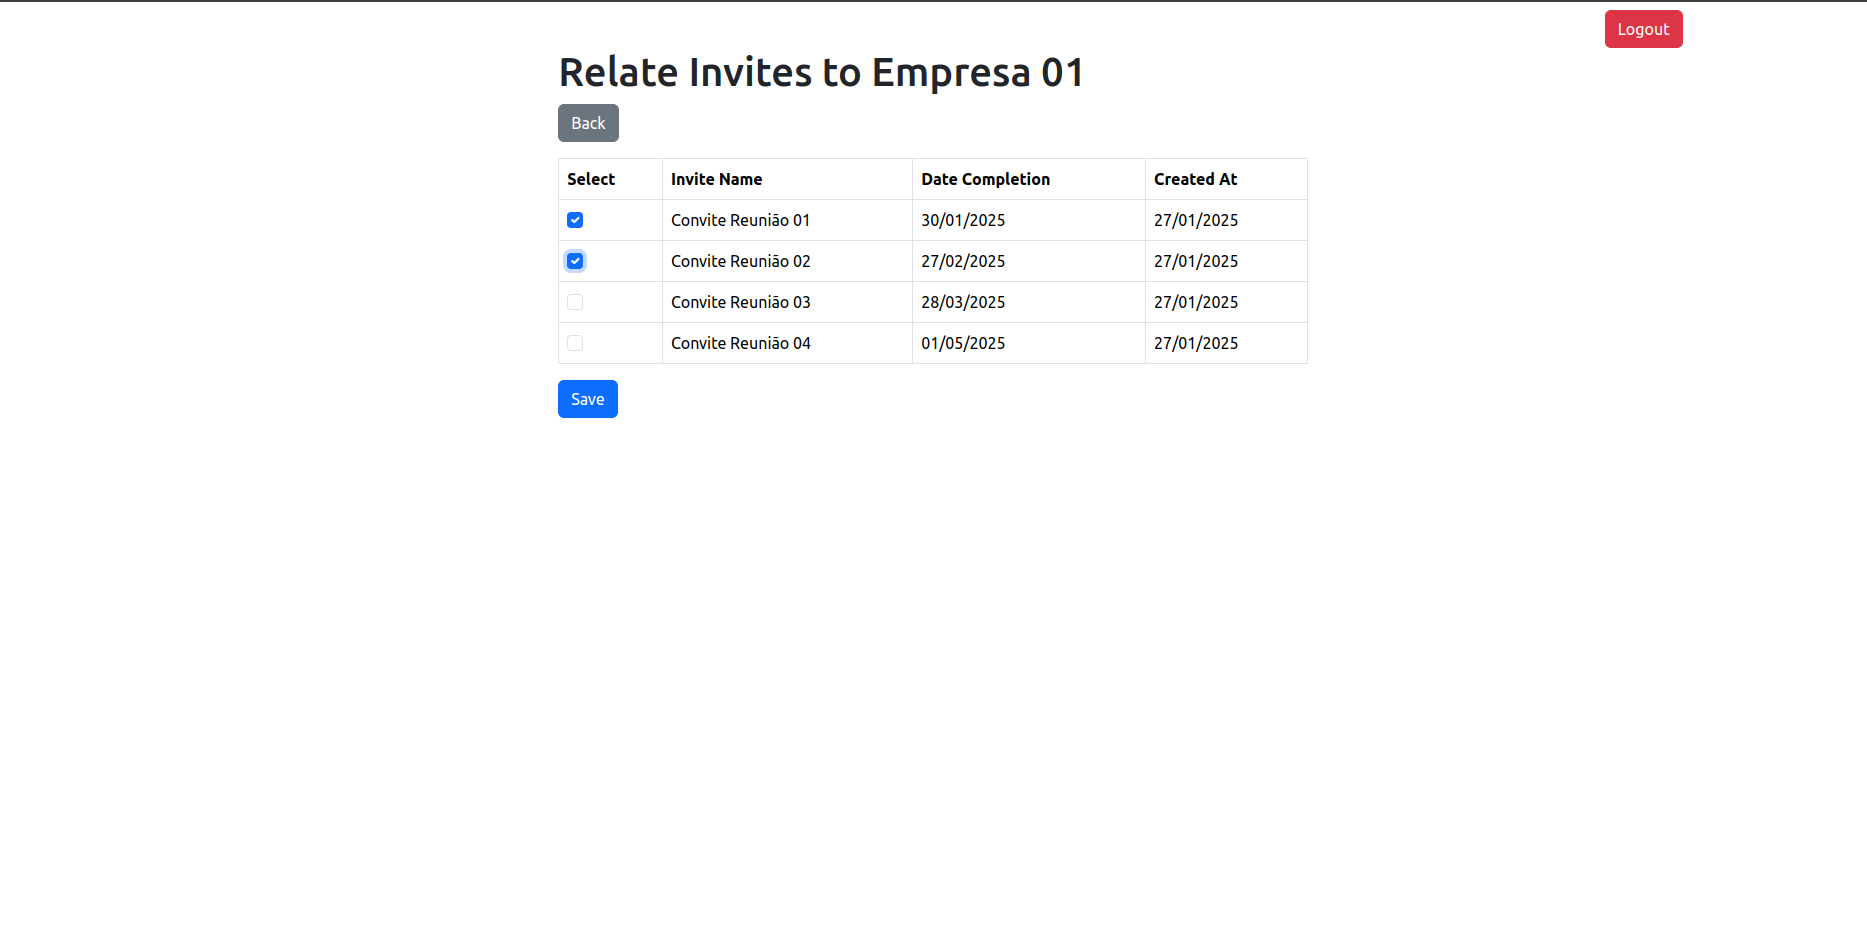 Logout
Relate Invites to Empresa 01
Back
Select Invite Name Date Completion Created At
Convite Reunião 01 30/01/2025 27/01/2025
Convite Reunião 02 27/02/2025 27/01/2025
Convite Reunião 03 28/03/2025 27/01/2025
Convite Reunião 04 01/05/2025 27/01/2025
Save